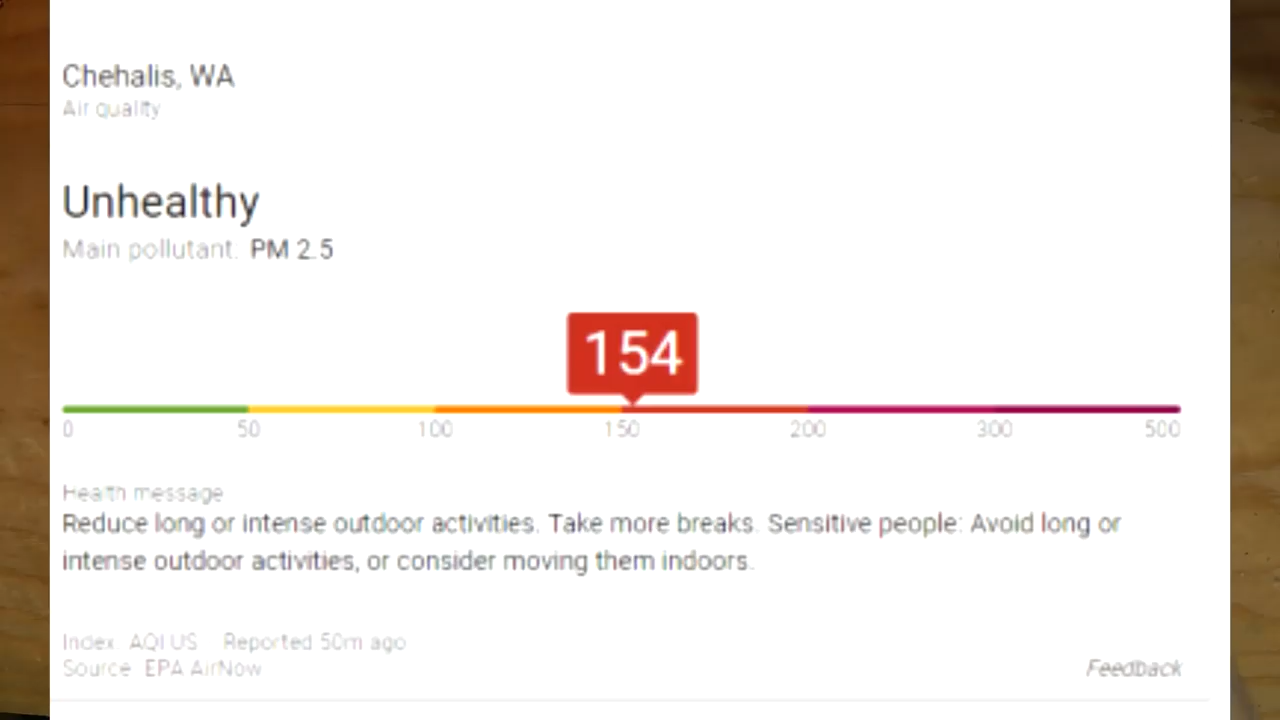 Chehalis, WA
Air quality
Unhealthy
Main pollutant: PM 2.5
154
0 50 100 150 200 300 500
Health message
Reduce long or intense outdoor activities. Take more breaks. Sensitive people: Avoid long or
intense outdoor activities, or consider moving them indoors.
Index: AQI US Reported 50m ago
Source: EPA AirNow
Feedback